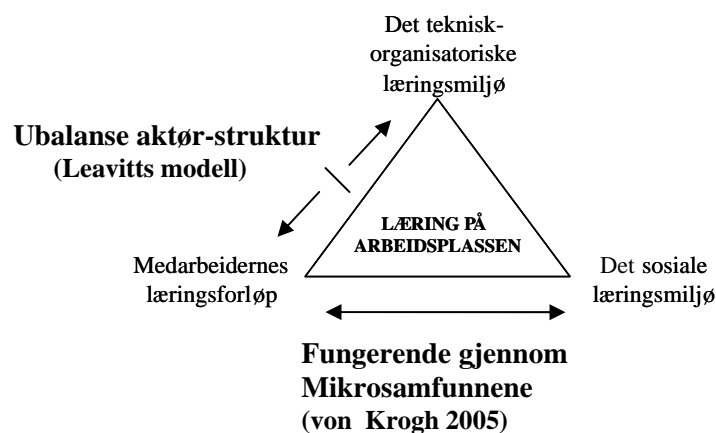 Det teknisk-
organisatoriske
læringsmiljø
Ubalanse aktør-struktur
(Leavitts modell)
LÆRING PÅ
ARBEIDSPLASSEN
Medarbeidernes
læringsforløp
Det sosiale
læringsmiljø
Fungerende gjennom
Mikrosamfunnene
(von Krogh 2005)